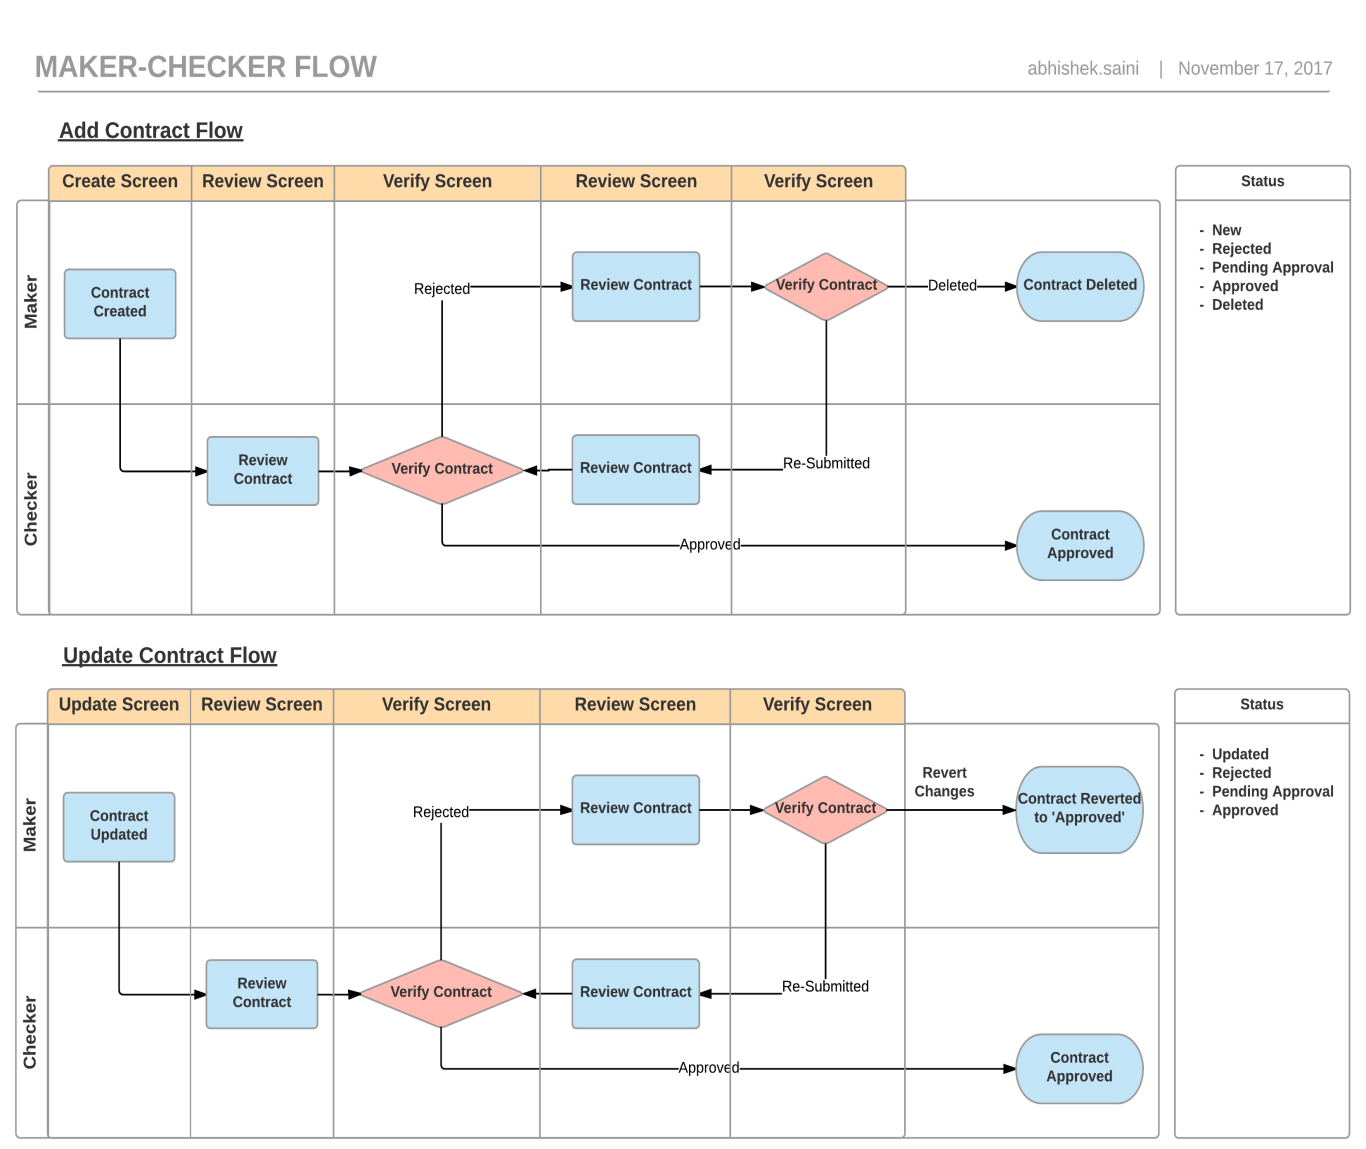 MAKER-CHECKER FLOW
abhishek.saini | November 17, 2017
Add Contract Flow
Create Screen
Review Screen
Verify Screen
Review Screen
Verify Screen
Status
Maker
Contract
Created
Rejected
Review Contract
Verify Contract
Deleted
Contract Deleted
- New
- Rejected
- Pending Approval
- Approved
- Deleted
Checker
Review
Contract
Verify Contract
Review Contract
Re-Submitted
Approved
Contract
Approved
Update Contract Flow
Update Screen
Review Screen
Verify Screen
Review Screen
Verify Screen
Status
Maker
Contract
Updated
Rejected
Review Contract
Verify Contract
Revert
Changes
Contract Reverted
to 'Approved'
- Updated
- Rejected
- Pending Approval
- Approved
Checker
Review
Contract
Verify Contract
Review Contract
Re-Submitted
Approved
Contract
Approved